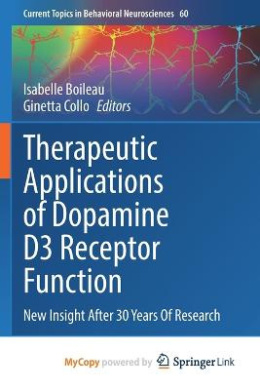 Current Topics in Behavioral Neurosciences 60
Isabelle Boileau
Ginetta Collo Editors
Therapeutic
Applications
of Dopamine
D3 Receptor
Function
New Insight After 30 Years Of Research
MyCopy powered by Springer Link